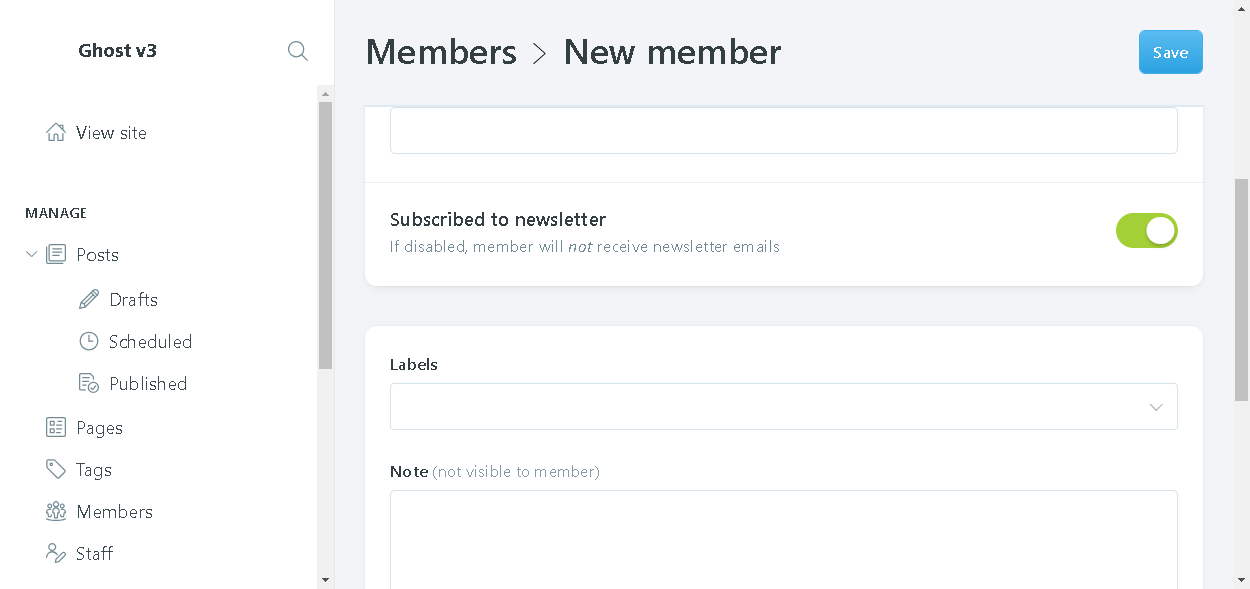 Ghost v3
View site
MANAGE
Posts
Drafts
Scheduled
Published
Pages
Tags
Members
Staff
Members > New member
Save
Subscribed to newsletter
If disabled, member will not receive newsletter emails
Labels
Note (not visible to member)